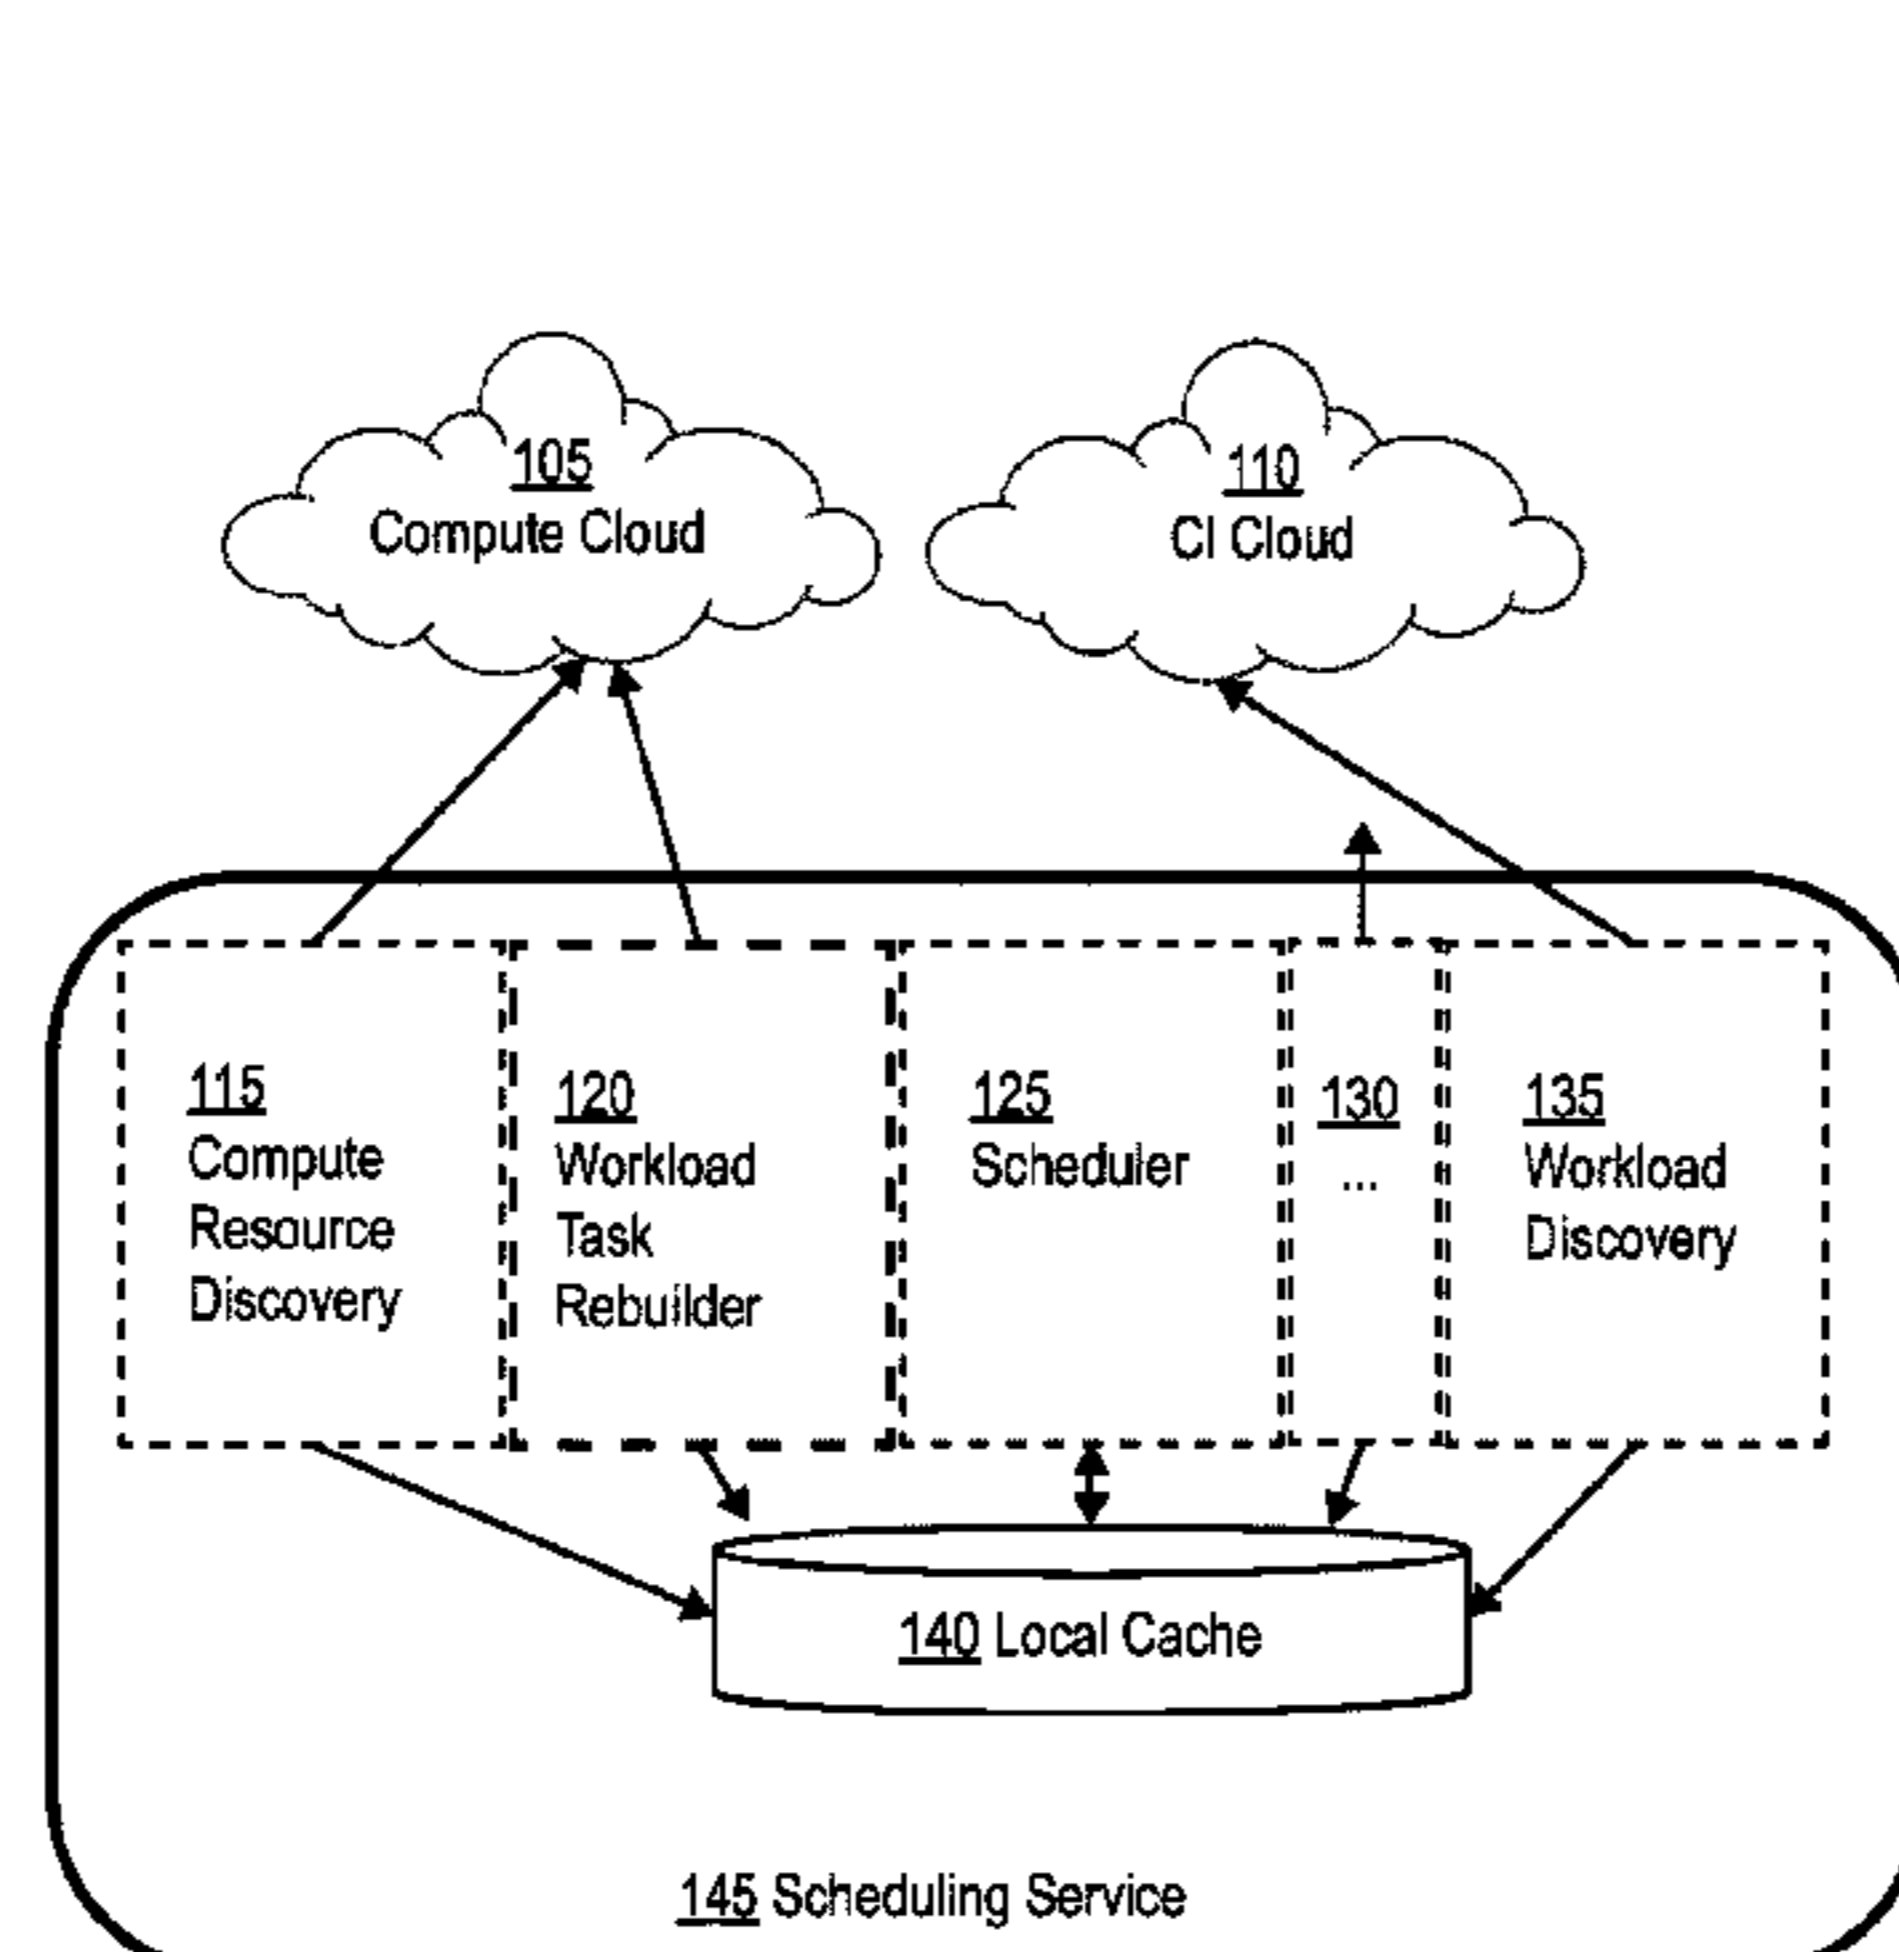 105
Compute Cloud
110
CI Cloud
115
Compute
Resource
Discovery
120
Workload
Task
Rebuilder
125
Scheduler
130
...
135
Workload
Discovery
140 Local Cache
145 Scheduling Service